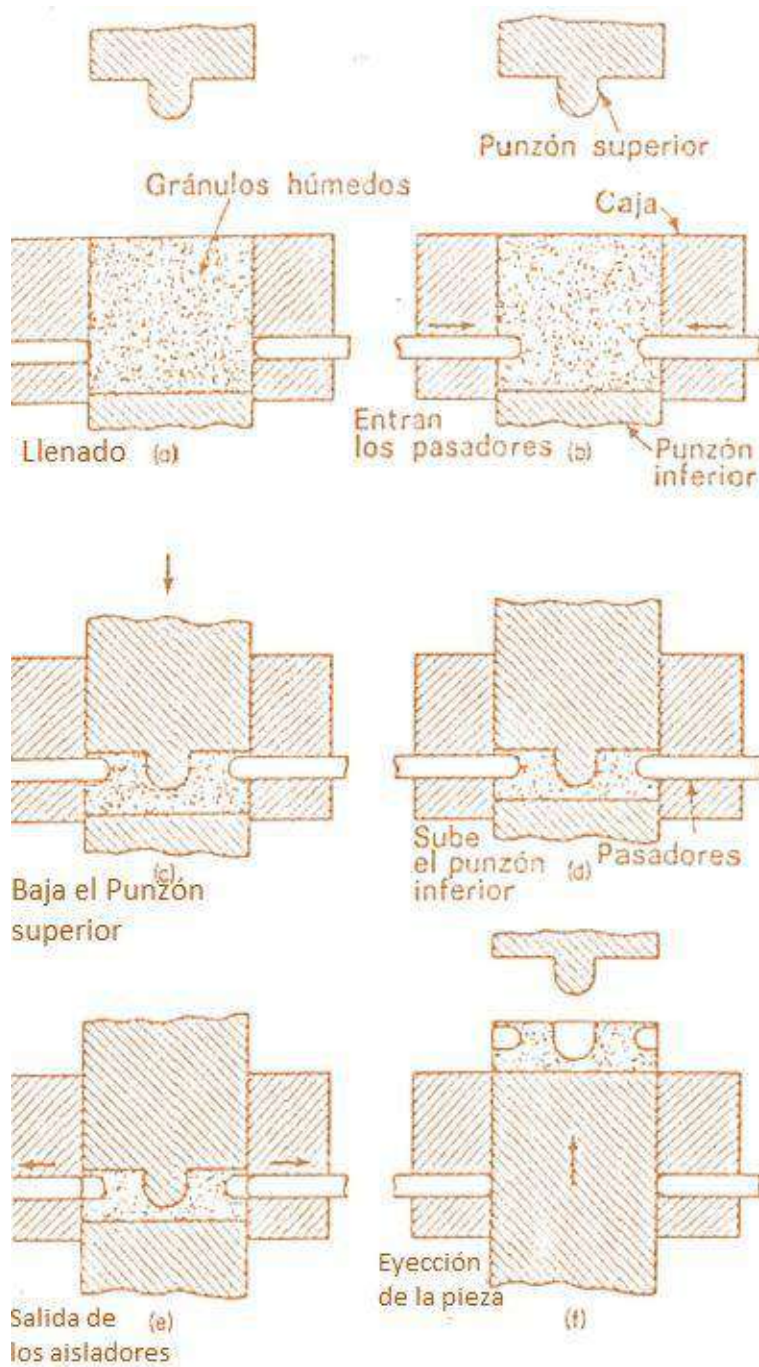 Gránulos húmedos
Llenado (a)
Punzón superior
Caja
Entran
los pasadores (b)
Punzón
inferior
(c)
Baja el Punzón
superior
Sube
el punzón
inferior
(d)
Pasadores
Salida de
los aisladores
(e)
Eyección
de la pieza
(f)